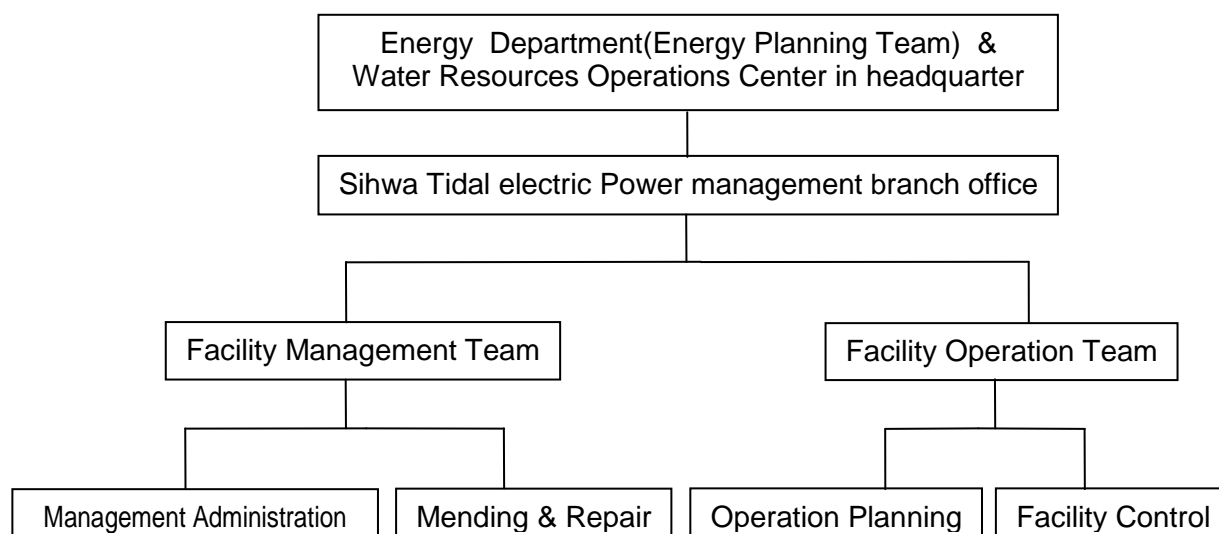 Energy Department(Energy Planning Team) &
Water Resources Operations Center in headquarter
Sihwa Tidal electric Power management branch office
Facility Management Team
Facility Operation Team
Management Administration
Mending & Repair
Operation Planning
Facility Control